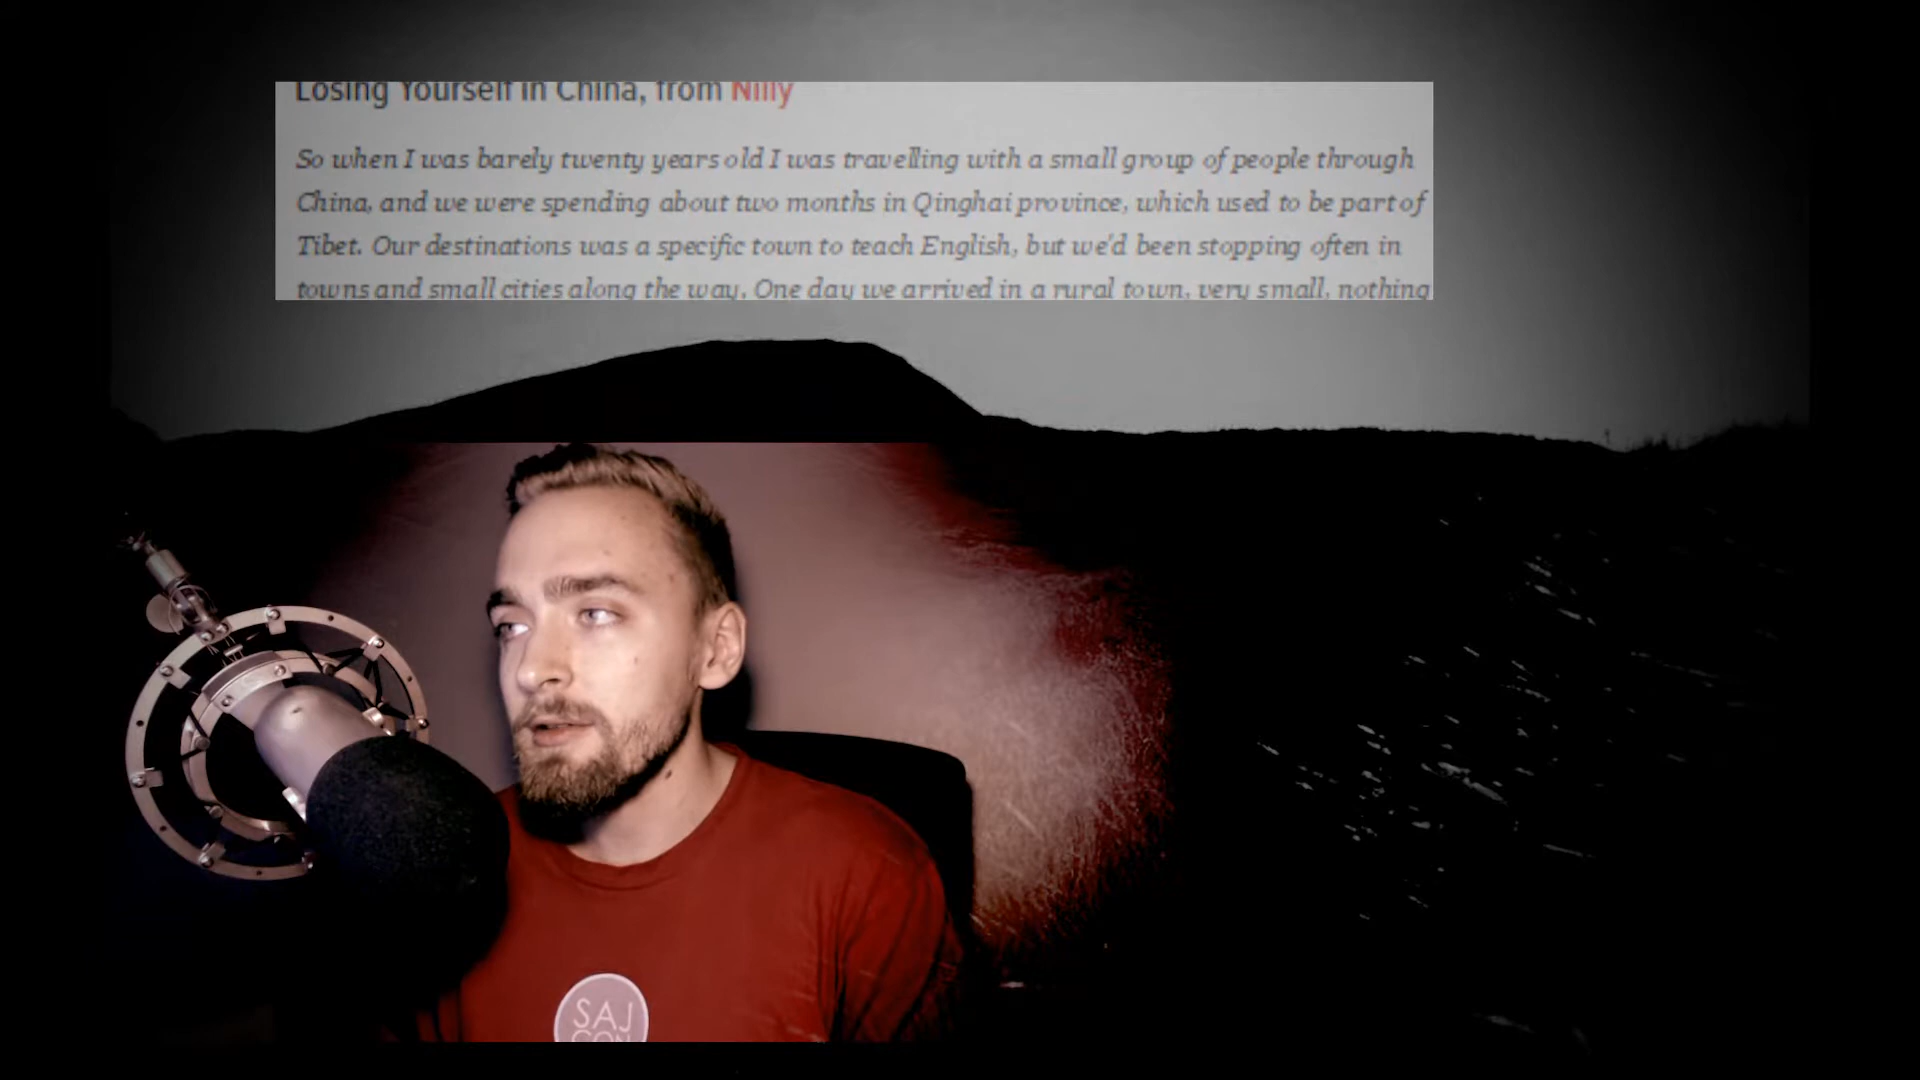 Losing Yourself in China, from Nilly
So when I was barely twenty years old I was travelling with a small group of people through
China, and we were spending about two months in Qinghai province, which used to be part of
Tibet. Our destinations was a specific town to teach English, but we'd been stopping often in
towns and small cities along the way. One day we arrived in a rural town, very small, nothing
SAJ
CON